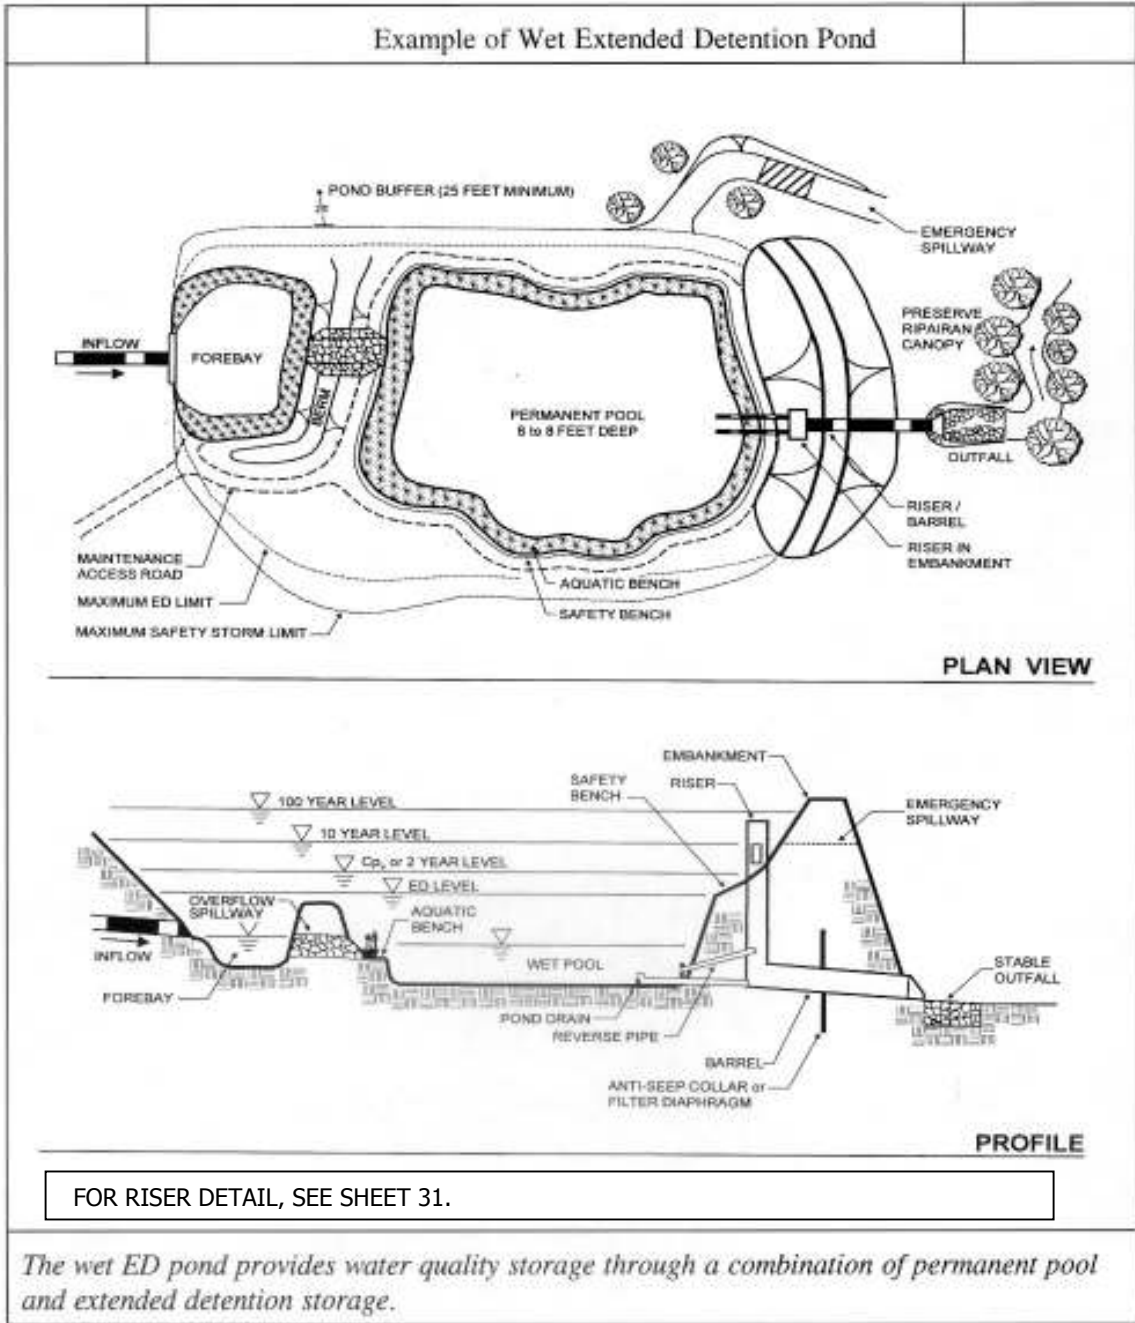 Example of Wet Extended Detention Pond
POND BUFFER (25 FEET MINIMUM)
EMERGENCY
SPILLWAY
PRESERVE
RIPAIRAN
CANOPY
INFLOW
FOREBAY
BERM
PERMANENT POOL
6 to 8 FEET DEEP
OUTFALL
RISER /
BARREL
RISER IN
EMBANKMENT
MAINTENANCE
ACCESS ROAD
AQUATIC BENCH
MAXIMUM ED LIMIT
SAFETY BENCH
MAXIMUM SAFETY STORM LIMIT
PLAN VIEW
EMBANKMENT
SAFETY
BENCH
RISER
100 YEAR LEVEL
EMERGENCY
SPILLWAY
10 YEAR LEVEL
Cpv or 2 YEAR LEVEL
ED LEVEL
OVERFLOW
SPILLWAY
AQUATIC
BENCH
INFLOW
WET POOL
STABLE
OUTFALL
FOREBAY
POND DRAIN
REVERSE PIPE
BARREL
ANTI-SEEP COLLAR or
FILTER DIAPHRAGM
PROFILE
FOR RISER DETAIL, SEE SHEET 31.
The wet ED pond provides water quality storage through a combination of permanent pool
and extended detention storage.